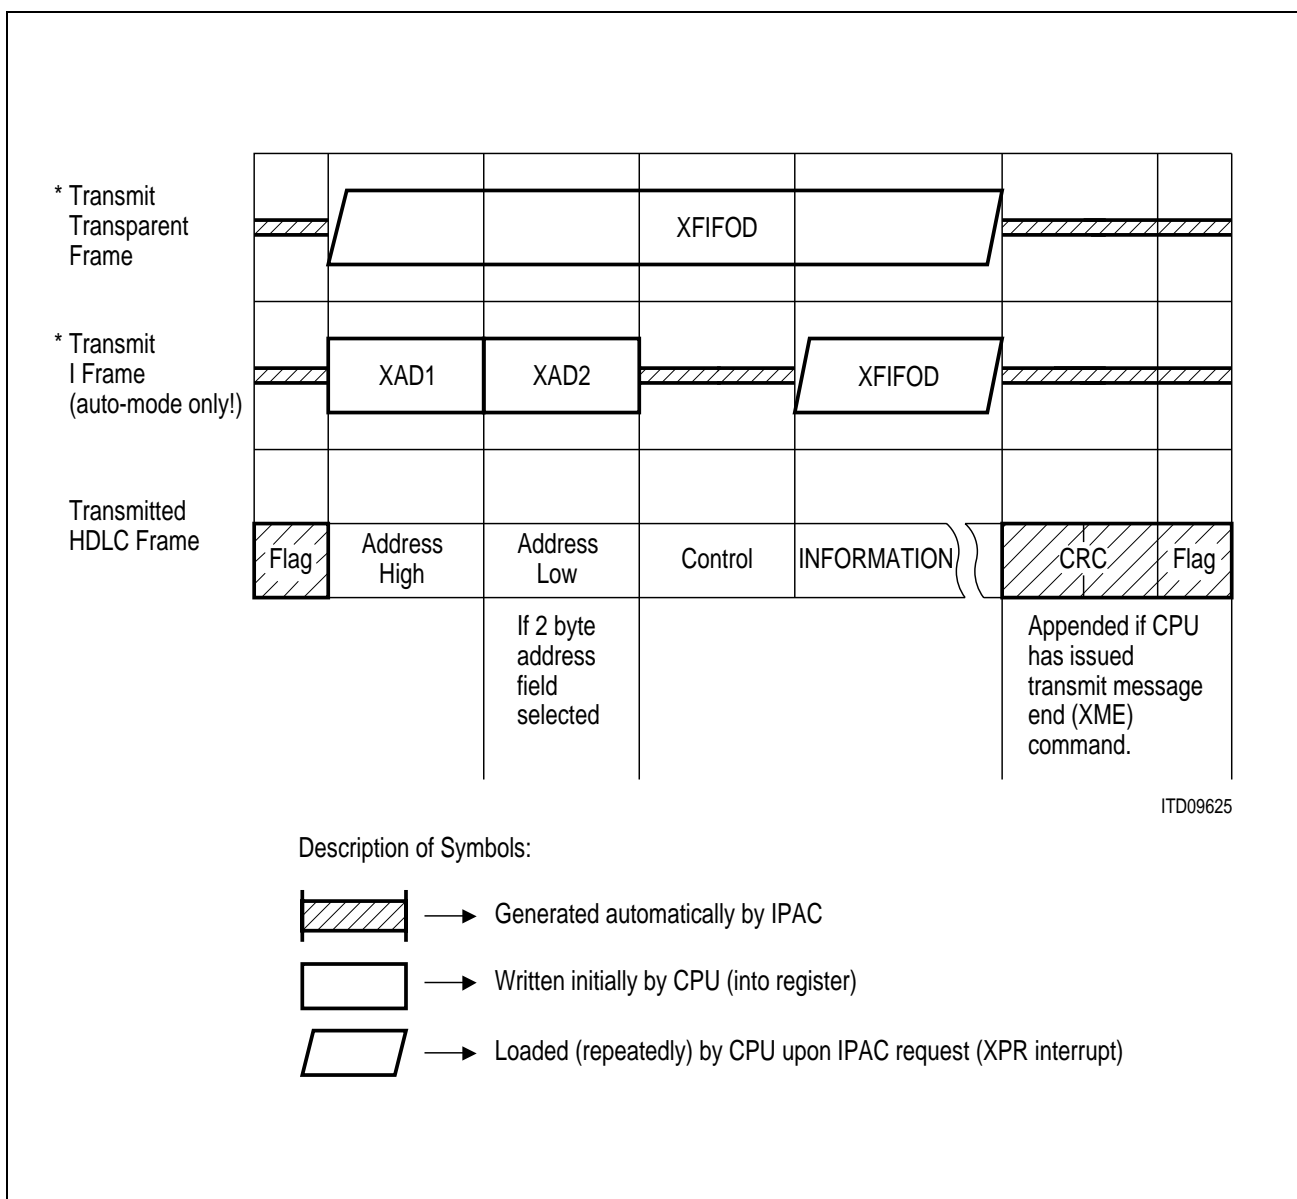 * Transmit
Transparent
Frame
XFIFOD
* Transmit
I Frame
(auto-mode only!)
XAD1
XAD2
XFIFOD
Transmitted
HDLC Frame
Flag
Address
High
Address
Low
Control
INFORMATION
CRC
Flag
If 2 byte
address
field
selected
Appended if CPU
has issued
transmit message
end (XME)
command.
ITD09625
Description of Symbols:
Generated automatically by IPAC
Written initially by CPU (into register)
Loaded (repeatedly) by CPU upon IPAC request (XPR interrupt)